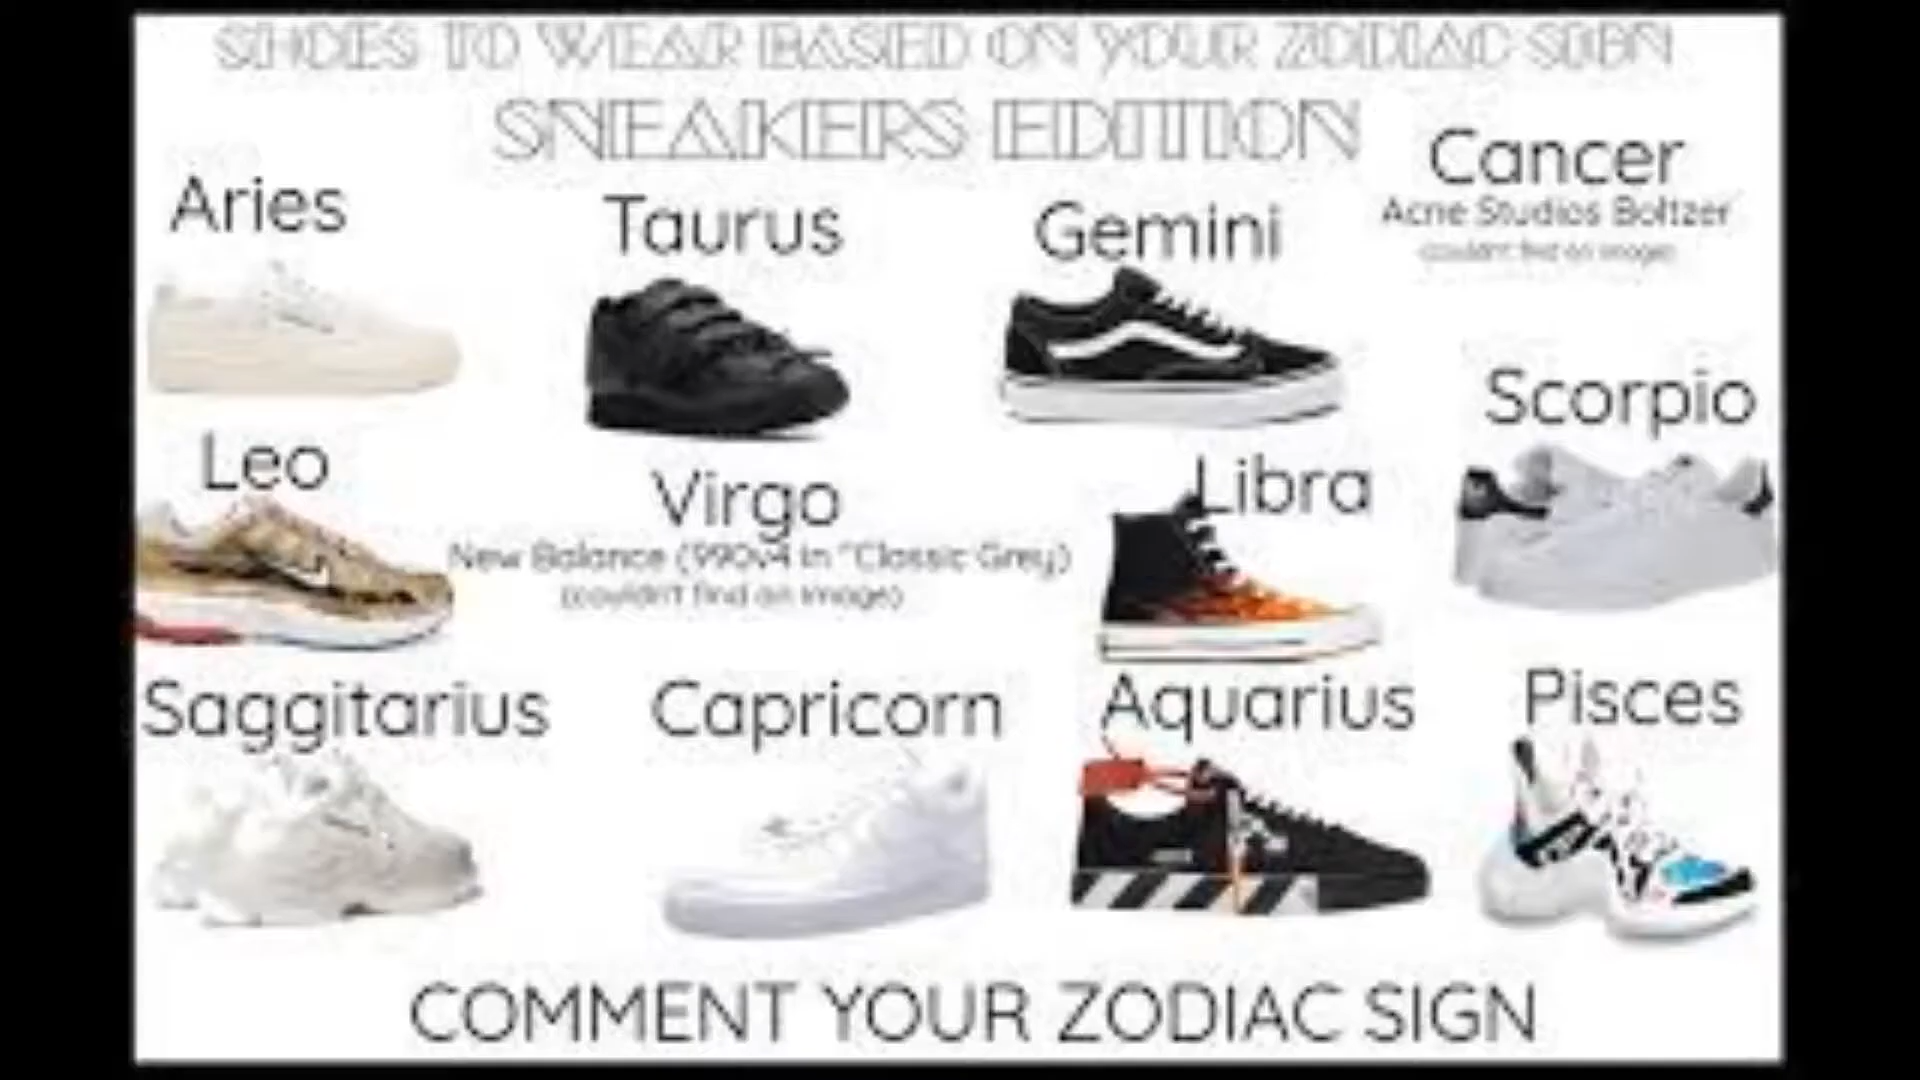 SHOES TO WEAR BASED ON YOUR ZODIAC SIGN
SNEAKERS EDITION
Aries
Taurus
Gemini
Cancer
Acne Studios Boltzer
(couldn't find an image)
Leo
Virgo
New Balance (990v4 in "Classic Grey)
(couldn't find an image)
Libra
Scorpio
Saggitarius
Capricorn
Aquarius
Pisces
COMMENT YOUR ZODIAC SIGN